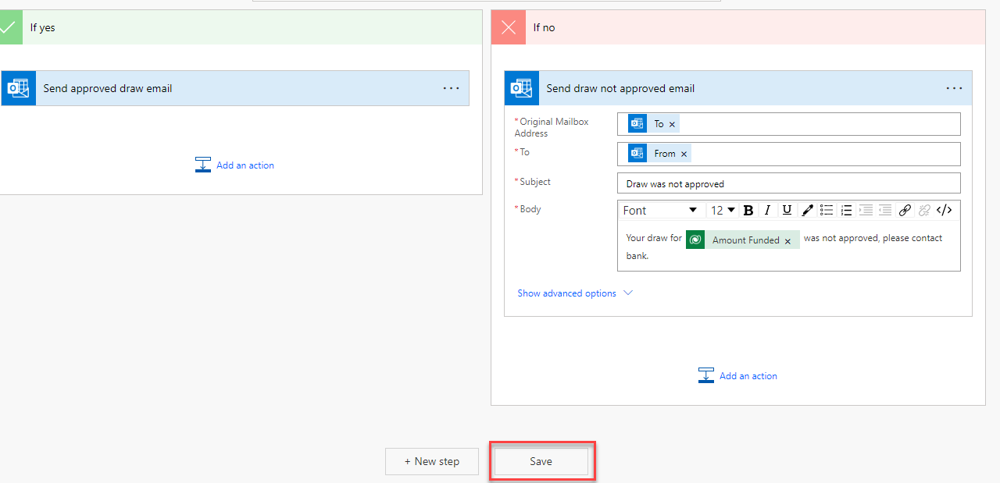 If yes
Send approved draw email
...
Add an action
If no
Send draw not approved email
...
*Original Mailbox
Address
To ×
*To
From ×
*Subject
Draw was not approved
*Body
Font 12 B I U </>
Your draw for Amount Funded × was not approved, please contact
bank.
Show advanced options
Add an action
+ New step
Save